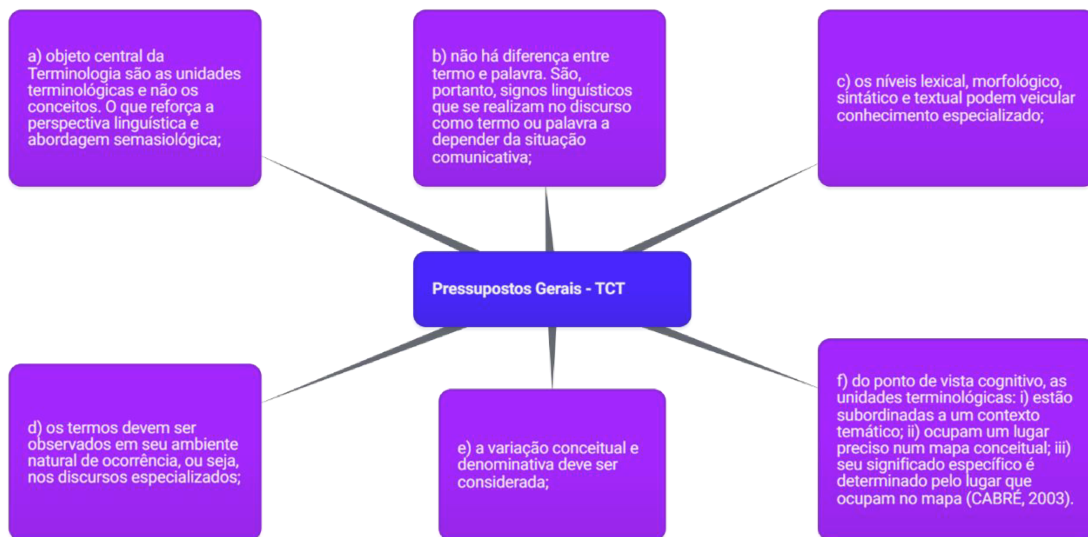 a) objeto central da
Terminologia são as unidades
terminológicas e não os
conceitos. O que reforça a
perspectiva linguística e
abordagem semasiológica;
b) não há diferença entre
termo e palavra. São,
portanto, signos linguísticos
que se realizam no discurso
como termo ou palavra a
depender da situação
comunicativa;
c) os níveis lexical, morfológico,
sintático e textual podem veicular
conhecimento especializado;
Pressupostos Gerais - TCT
d) os termos devem ser
observados em seu ambiente
natural de ocorrência, ou seja,
nos discursos especializados;
e) a variação conceitual e
denominativa deve ser
considerada;
f) do ponto de vista cognitivo, as
unidades terminológicas: i) estão
subordinadas a um contexto
temático; ii) ocupam um lugar
preciso num mapa conceitual; iii)
seu significado específico é
determinado pelo lugar que
ocupam no mapa (CABRÉ, 2003).